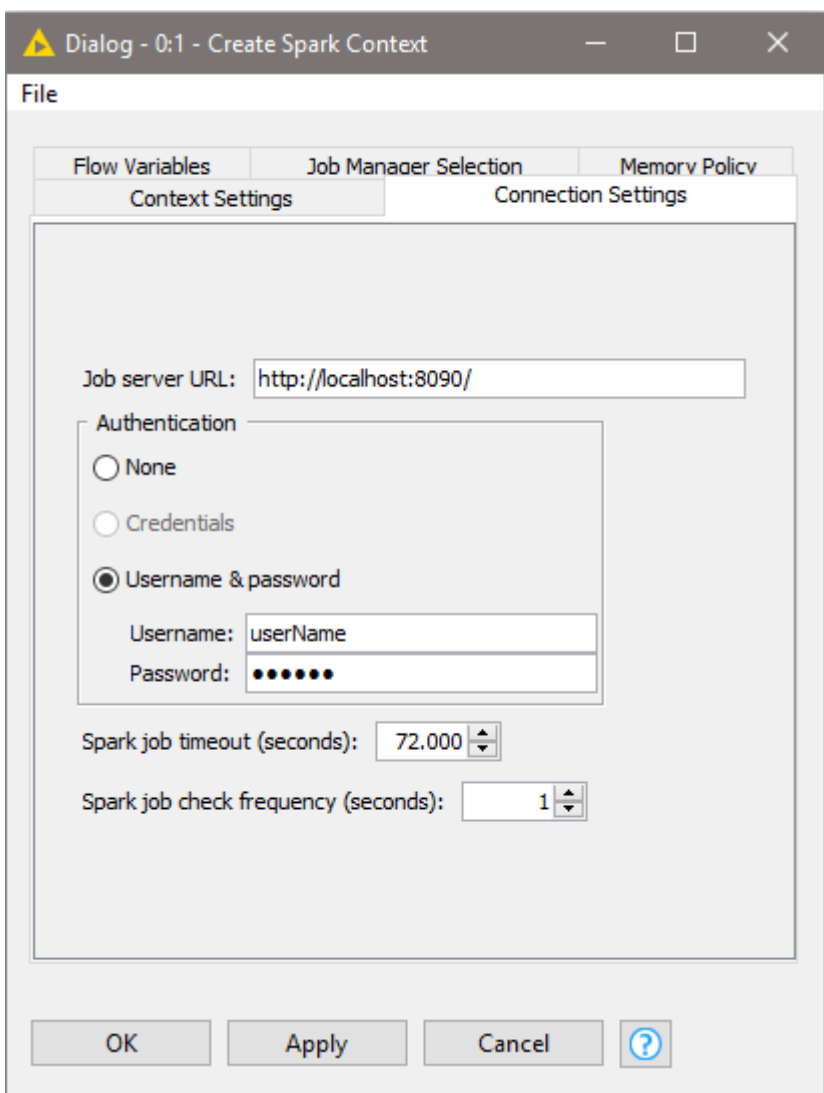 Dialog - 0:1 - Create Spark Context
File
Flow Variables Job Manager Selection Memory Policy
Context Settings Connection Settings
Job server URL: http://localhost:8090/
Authentication
None
Credentials
Username & password
Username: userName
Password: ●●●●●●
Spark job timeout (seconds): 72.000
Spark job check frequency (seconds): 1
OK Apply Cancel ?